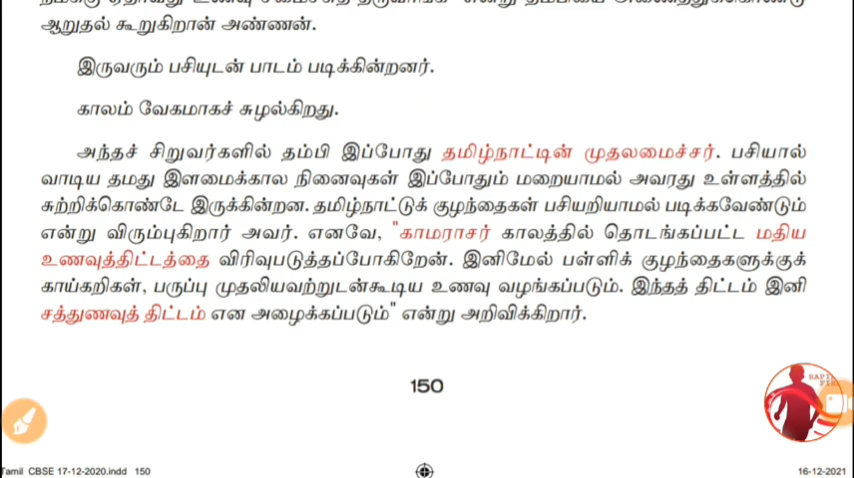 ஆறுதல் கூறுகிறான் அண்ணன்.
இருவரும் பசியுடன் பாடம் படிக்கின்றனர்.
காலம் வேகமாகச் சுழல்கிறது.
அந்தச் சிறுவர்களில் தம்பி இப்போது தமிழ்நாட்டின் முதலமைச்சர். பசியால்
வாடிய தமது இளமைக்கால நினைவுகள் இப்போதும் மறையாமல் அவரது உள்ளத்தில்
சுற்றிக்கொண்டே இருக்கின்றன. தமிழ்நாட்டுக் குழந்தைகள் பசியறியாமல் படிக்கவேண்டும்
என்று விரும்புகிறார் அவர். எனவே, "காமராசர் காலத்தில் தொடங்கப்பட்ட மதிய
உணவுத்திட்டத்தை விரிவுபடுத்தப்போகிறேன். இனிமேல் பள்ளிக் குழந்தைகளுக்குக்
காய்கறிகள், பருப்பு முதலியவற்றுடன்கூடிய உணவு வழங்கப்படும். இந்தத் திட்டம் இனி
சத்துணவுத் திட்டம் என அழைக்கப்படும்" என்று அறிவிக்கிறார்.
150
Tamil CBSE 17-12-2020.indd 150
16-12-2021